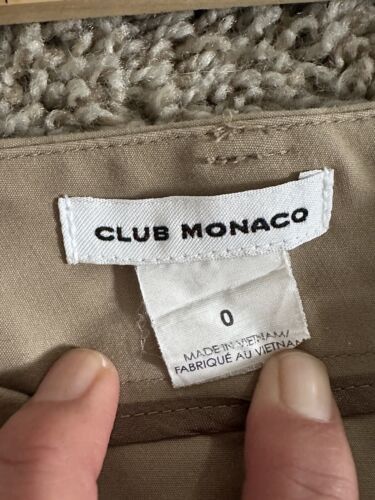 CLUB MONACO
0
MADE IN VIETNAM/
FABRIQUÉ AU VIETNAM